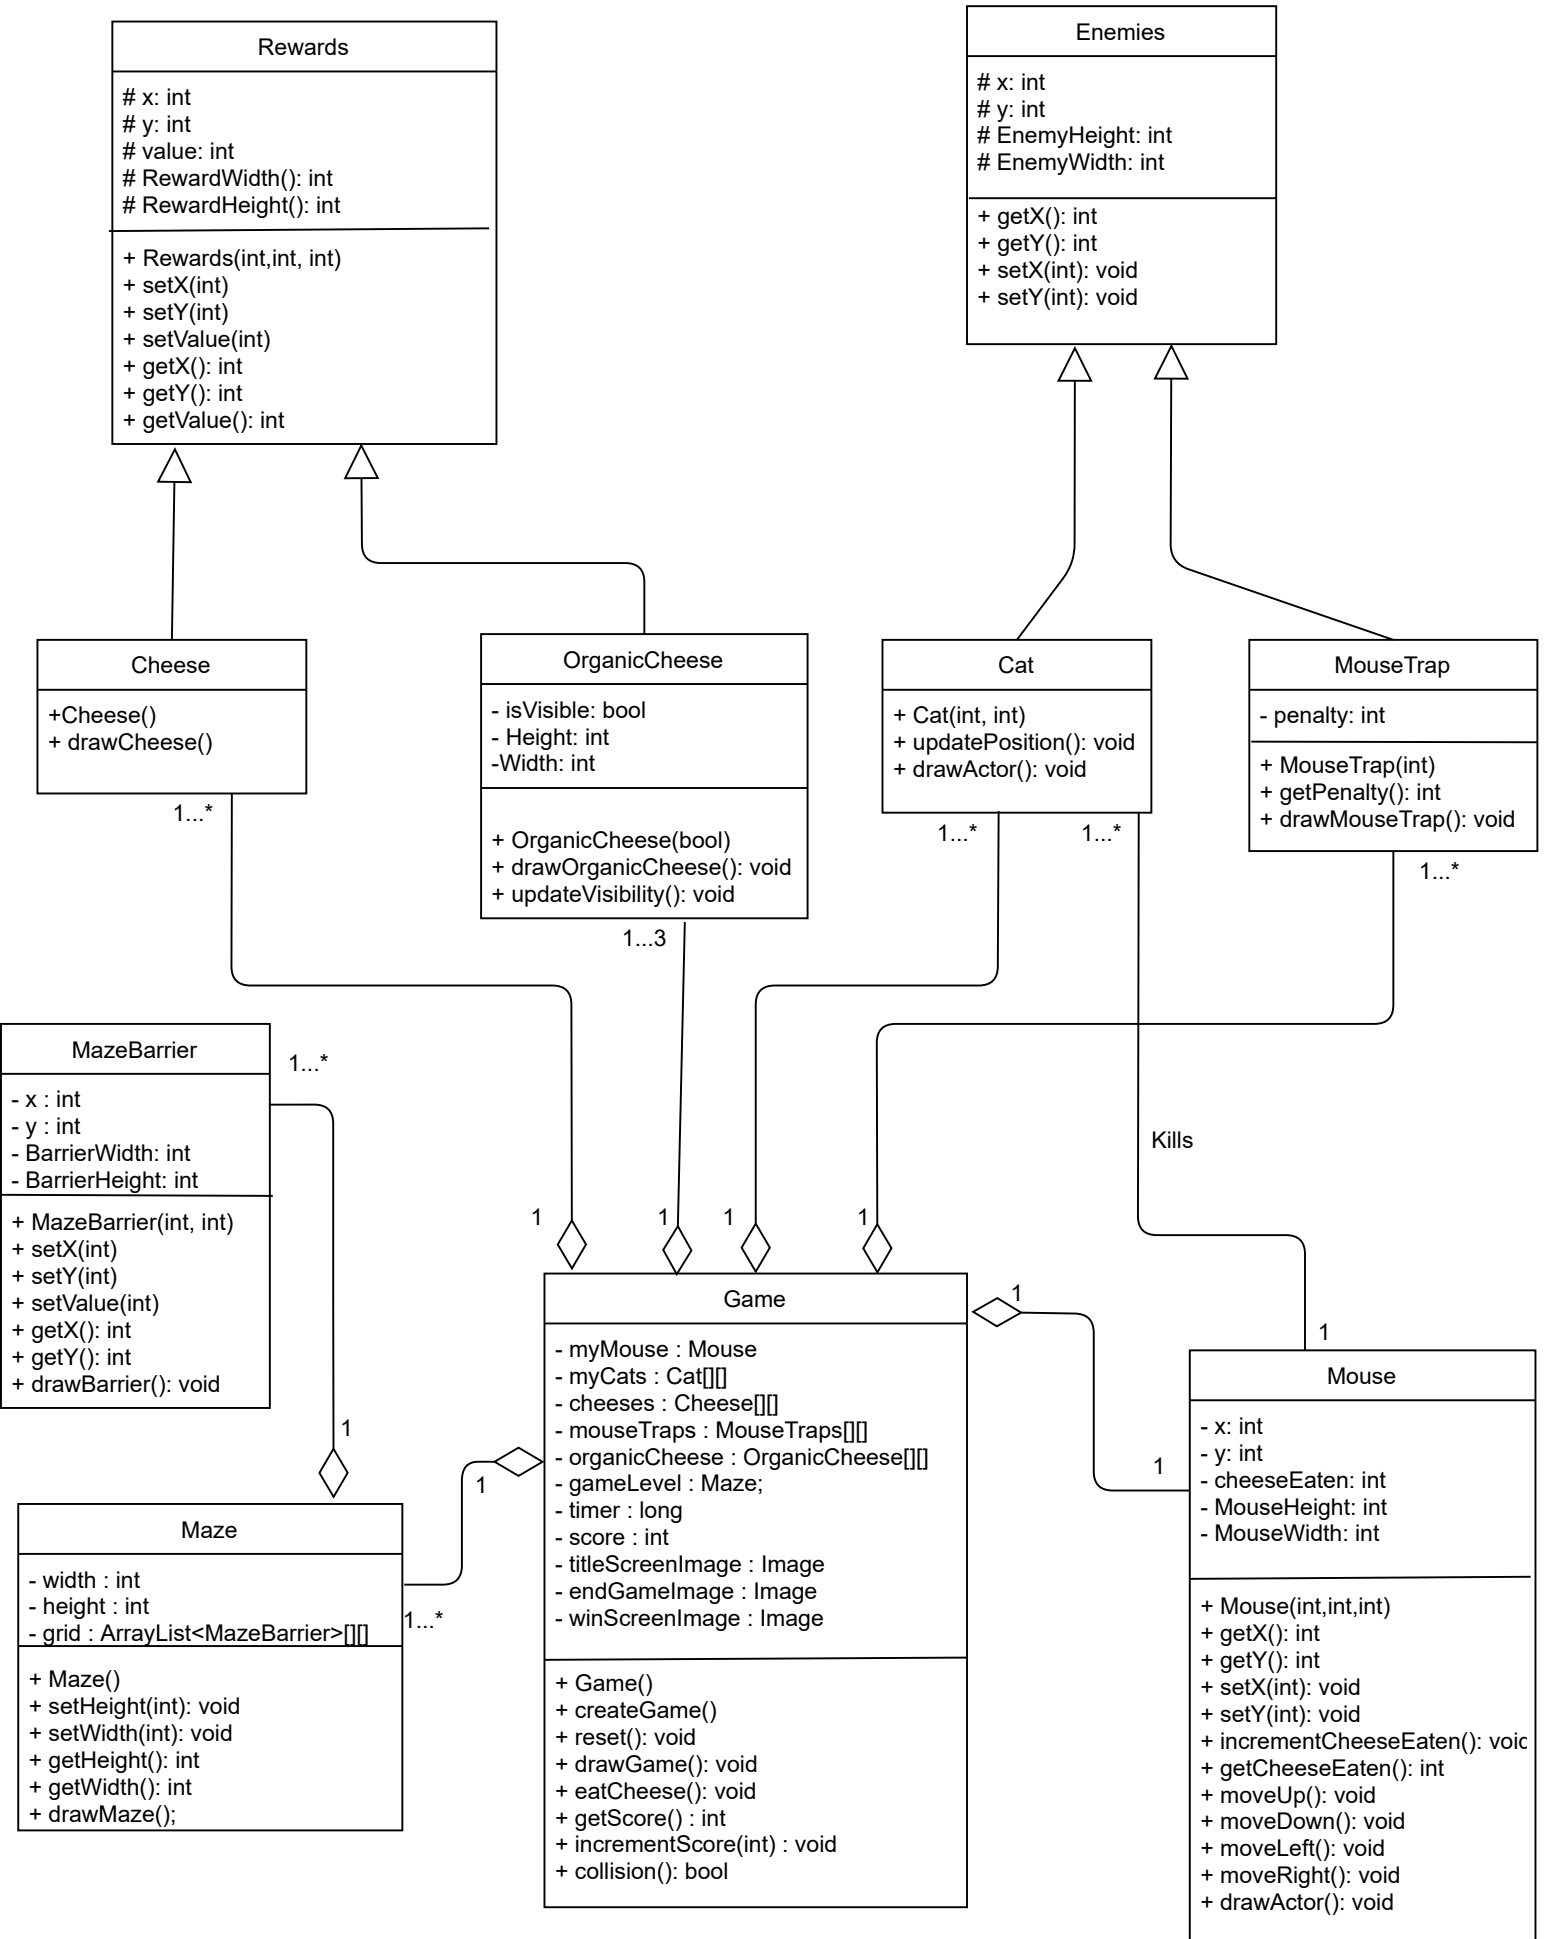 Rewards
# x: int
# y: int
# value: int
# RewardWidth(): int
# RewardHeight(): int
+ Rewards(int,int, int)
+ setX(int)
+ setY(int)
+ setValue(int)
+ getX(): int
+ getY(): int
+ getValue(): int
Enemies
# x: int
# y: int
# EnemyHeight: int
# EnemyWidth: int
+ getX(): int
+ getY(): int
+ setX(int): void
+ setY(int): void
Cheese
+Cheese()
+ drawCheese()
1...*
OrganicCheese
- isVisible: bool
- Height: int
-Width: int
+ OrganicCheese(bool)
+ drawOrganicCheese(): void
+ updateVisibility(): void
1...3
Cat
+ Cat(int, int)
+ updatePosition(): void
+ drawActor(): void
1...*
1...*
MouseTrap
- penalty: int
+ MouseTrap(int)
+ getPenalty(): int
+ drawMouseTrap(): void
1...*
MazeBarrier
- x : int
- y : int
- BarrierWidth: int
- BarrierHeight: int
+ MazeBarrier(int, int)
+ setX(int)
+ setY(int)
+ setValue(int)
+ getX(): int
+ getY(): int
+ drawBarrier(): void
1...*
Kills
1
1
1
1
1
1
1
1
1
Game
- myMouse : Mouse
- myCats : Cat[][]
- cheeses : Cheese[][]
- mouseTraps : MouseTraps[][]
- organicCheese : OrganicCheese[][]
- gameLevel : Maze;
- timer : long
- score : int
- titleScreenImage : Image
- endGameImage : Image
- winScreenImage : Image
+ Game()
+ createGame()
+ reset(): void
+ drawGame(): void
+ eatCheese(): void
+ getScore() : int
+ incrementScore(int) : void
+ collision(): bool
Maze
- width : int
- height : int
- grid : ArrayList<MazeBarrier>[][]
+ Maze()
+ setHeight(int): void
+ setWidth(int): void
+ getHeight(): int
+ getWidth(): int
+ drawMaze();
1...*
Mouse
- x: int
- y: int
- cheeseEaten: int
- MouseHeight: int
- MouseWidth: int
+ Mouse(int,int,int)
+ getX(): int
+ getY(): int
+ setX(int): void
+ setY(int): void
+ incrementCheeseEaten(): void
+ getCheeseEaten(): int
+ moveUp(): void
+ moveDown(): void
+ moveLeft(): void
+ moveRight(): void
+ drawActor(): void